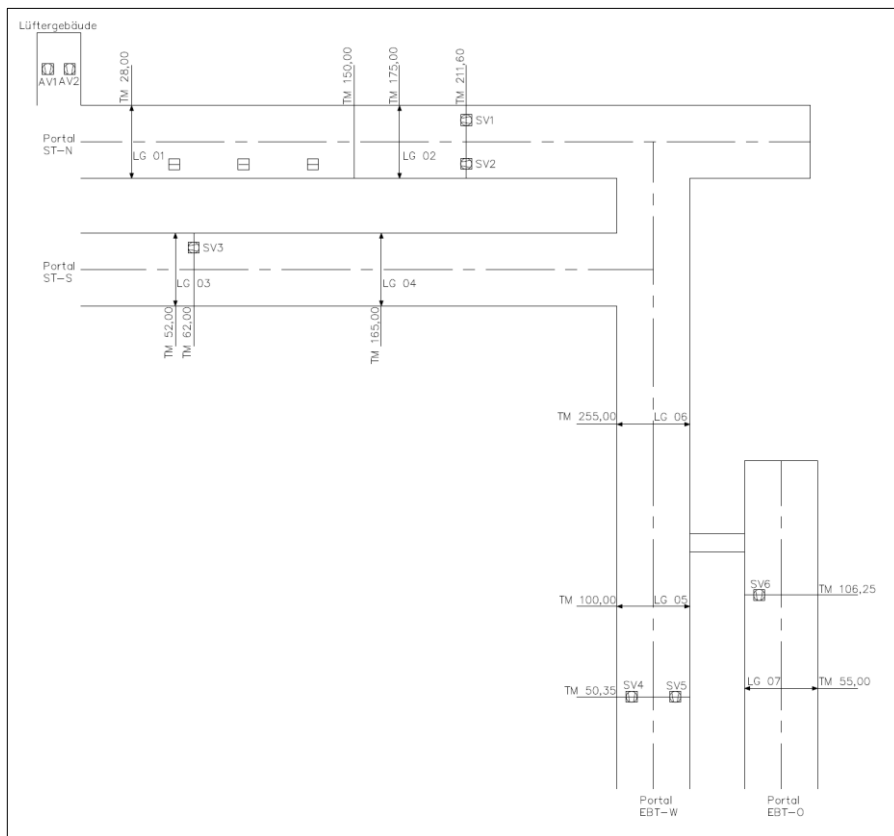 Lüftergebäude
AV1 AV2
TM 28,00
TM 150,00
TM 175,00
TM 211,60
Portal
ST-N
LG 01
LG 02
SV1
SV2
Portal
ST-S
SV3
LG 03
LG 04
TM 52,00
TM 62,00
TM 165,00
TM 255,00
LG 06
SV6
TM 106,25
TM 100,00
LG 05
SV4
SV5
TM 50,35
LG 07
TM 55,00
Portal
EBT-W
Portal
EBT-O